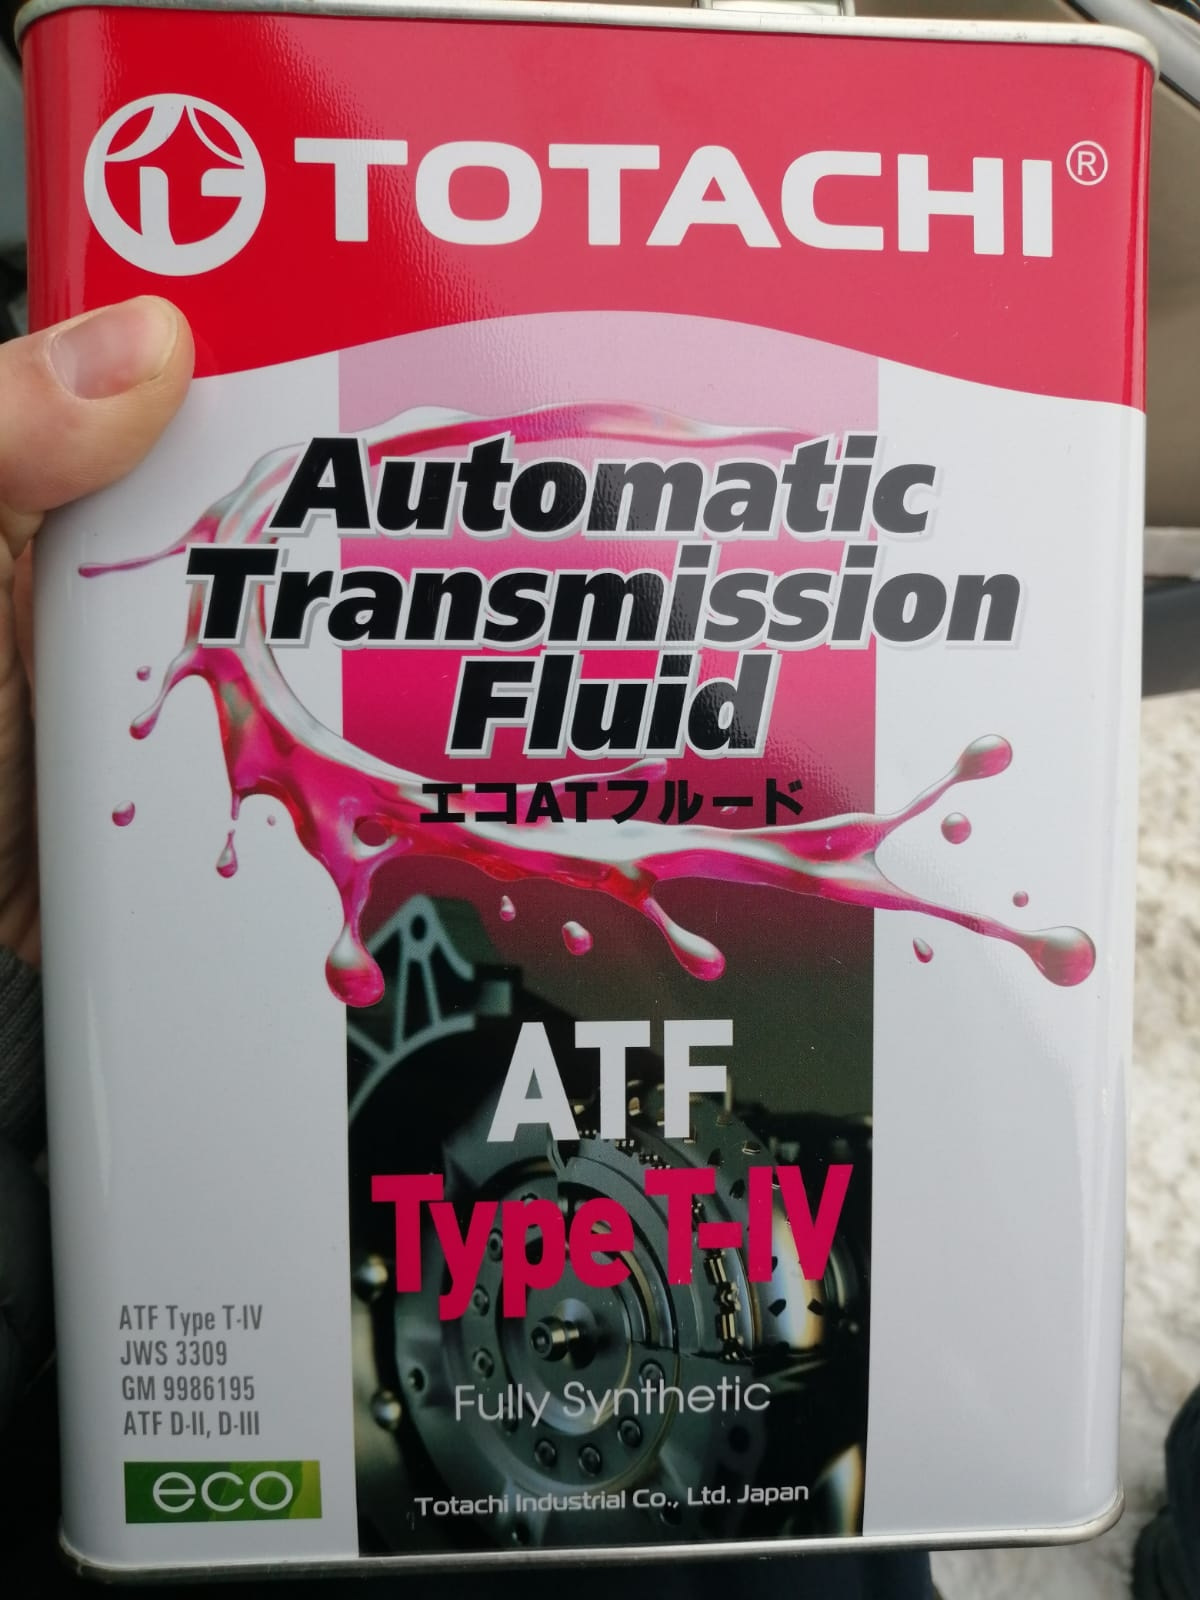 TOTACHI®
Automatic
Transmission
Fluid
エコATフルード
ATF
Type T-IV
ATF Type T-IV
JWS 3309
GM 9986195
ATF D-II, D-III
eco
Fully Synthetic
Totachi Industrial Co., Ltd. Japan